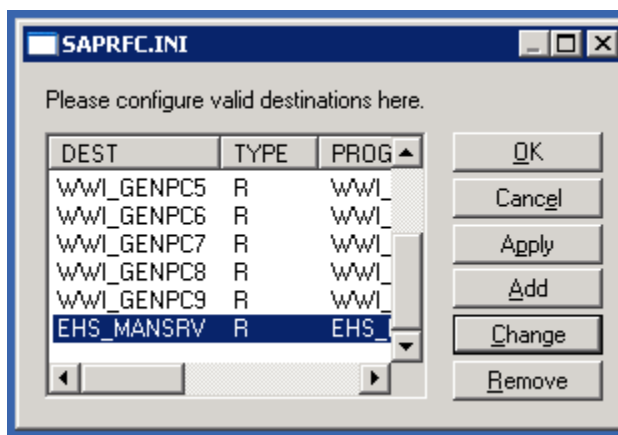 SAPRFC.INI
Please configure valid destinations here.
DEST TYPE PROG
WWI_GENPC5 R WWI_
WWI_GENPC6 R WWI_
WWI_GENPC7 R WWI_
WWI_GENPC8 R WWI_
WWI_GENPC9 R WWI_
EHS_MANSRV R EHS_
OK
Cancel
Apply
Add
Change
Remove